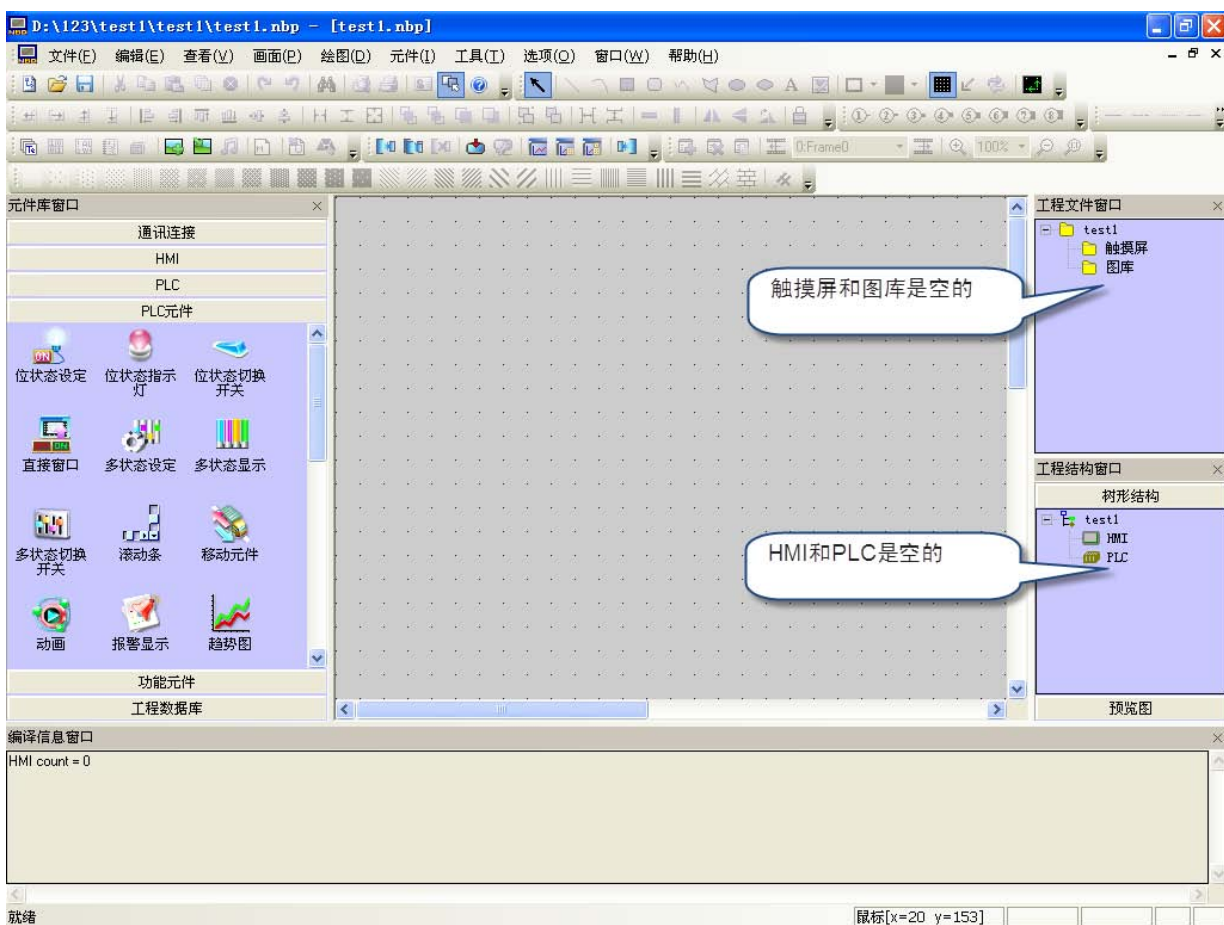 D:\123\test1\test1\test1.nbp - [test1.nbp]
文件(F) 编辑(E) 查看(V) 画面(P) 绘图(D) 元件(I) 工具(T) 选项(O) 窗口(W) 帮助(H)
0:Frame0 100%
元件库窗口
通讯连接
HMI
PLC
PLC元件
位状态设定 位状态指示灯 位状态切换开关
直接窗口 多状态设定 多状态显示
多状态切换开关 滚动条 移动元件
动画 报警显示 趋势图
功能元件
工程数据库
触摸屏和图库是空的
HMI和PLC是空的
工程文件窗口
test1
触摸屏
图库
工程结构窗口
树形结构
test1
HMI
PLC
预览图
编译信息窗口
HMI count = 0
就绪
鼠标[x=20 y=153]